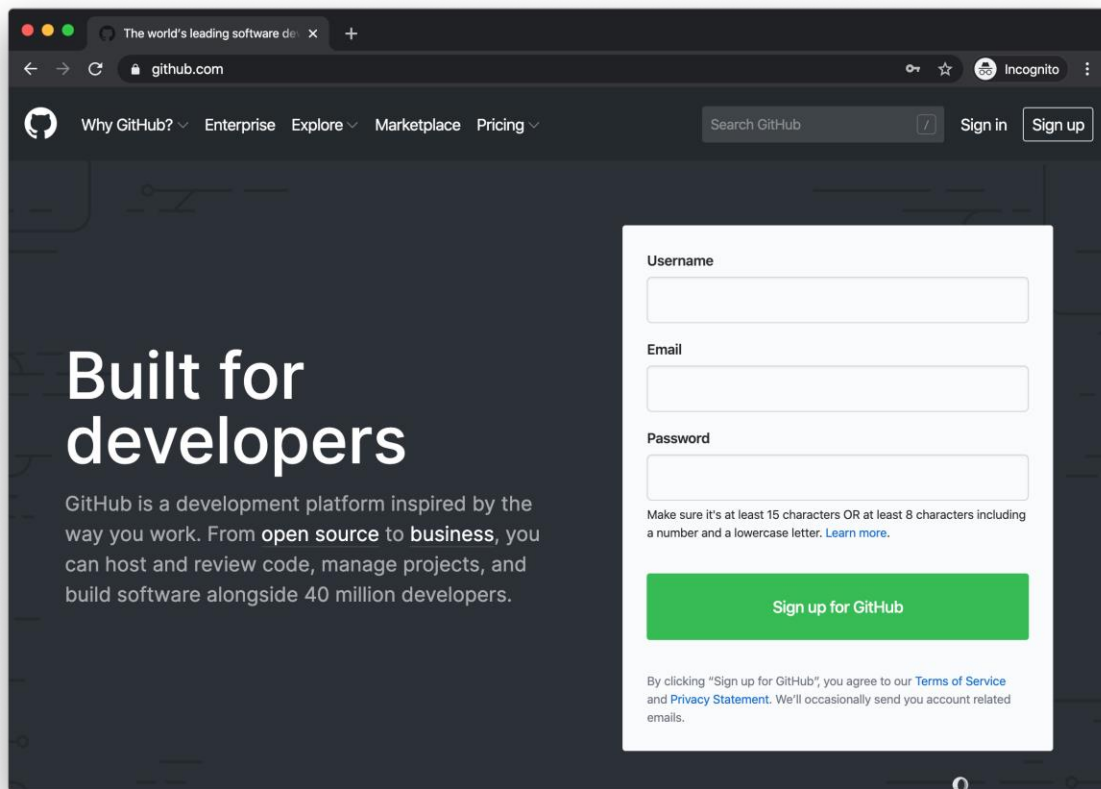 The world's leading software de
github.com
Incognito
Why GitHub? Enterprise Explore Marketplace Pricing
Search GitHub /
Sign in
Sign up
Built for
developers
GitHub is a development platform inspired by the
way you work. From open source to business, you
can host and review code, manage projects, and
build software alongside 40 million developers.
Username
Email
Password
Make sure it's at least 15 characters OR at least 8 characters including
a number and a lowercase letter. Learn more.
Sign up for GitHub
By clicking “Sign up for GitHub”, you agree to our Terms of Service
and Privacy Statement. We'll occasionally send you account related
emails.